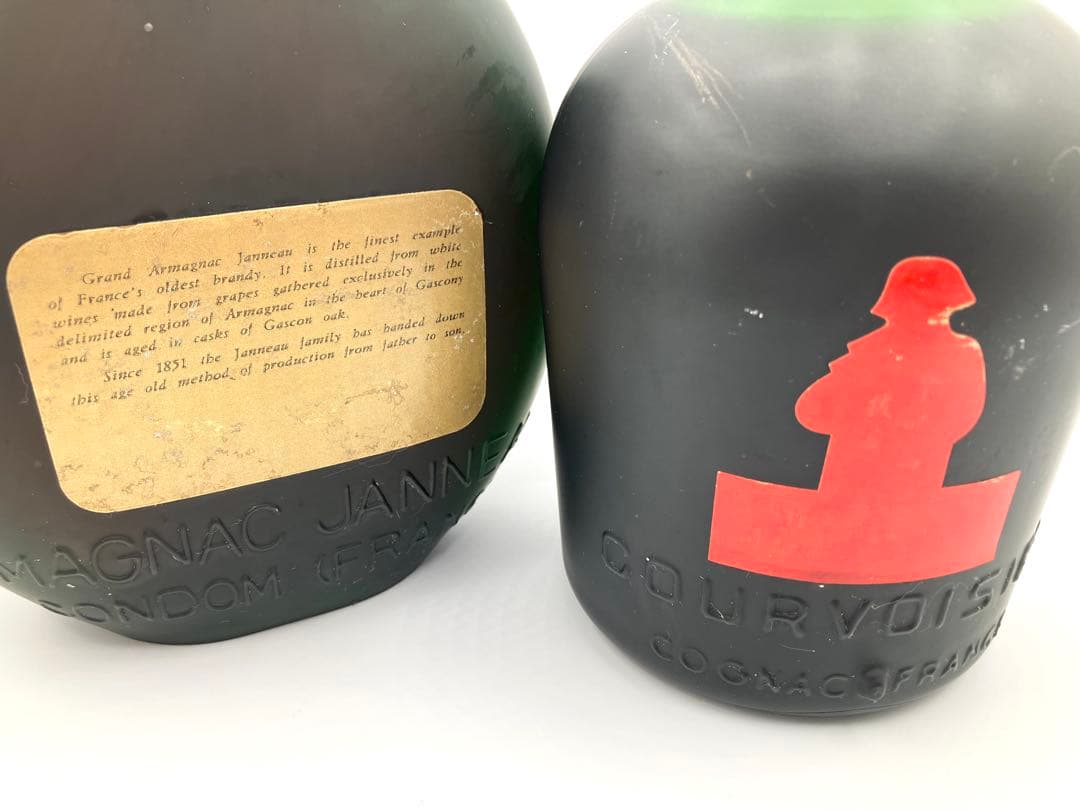 Grand Armagnac Janneau is the finest example
of France's oldest brandy. It is distilled from white
wines made from grapes gathered exclusively in the
delimited region of Armagnac in the heart of Gascony
and is aged in casks of Gascon oak.
Since 1851 the Janneau family has handed down
this age old method of production from father to son.
MAGNAC JANNEA
CONDOM (FRAN
COURVOISIE
COGNAC FRANCE